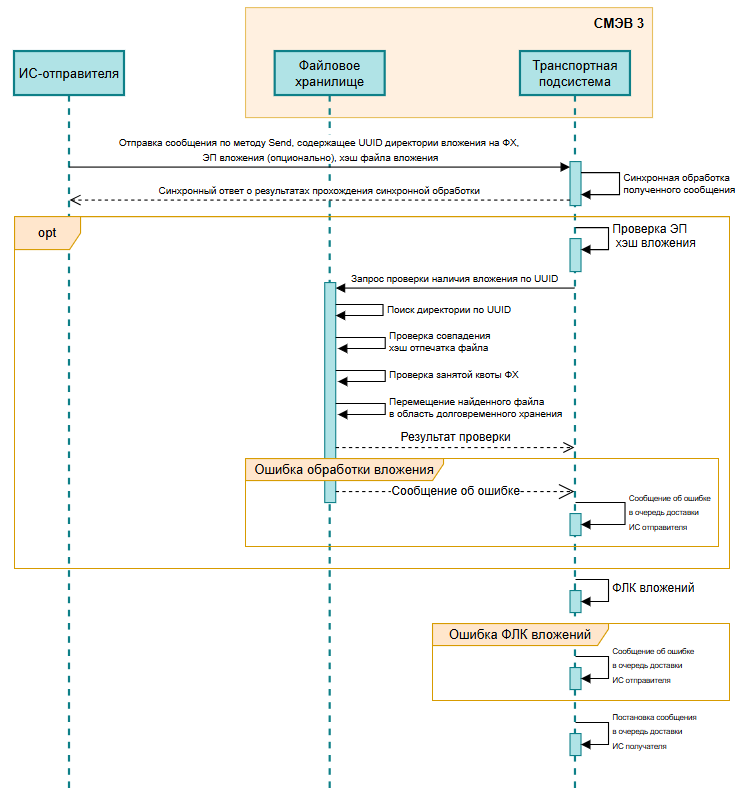 СМЭВ 3
ИС-отправителя
Файловое
хранилище
Транспортная
подсистема
Отправка сообщения по методу Send, содержащее UUID директории вложения на ФХ,
ЭП вложения (опционально), хэш файла вложения
Синхронная обработка
полученного сообщения
Синхронный ответ о результатах прохождения синхронной обработки
opt
Проверка ЭП
хэш вложения
Запрос проверки наличия вложения по UUID
Поиск директории по UUID
Проверка совпадения
хэш отпечатка файла
Проверка занятой квоты ФХ
Перемещение найденного файла
в область долговременного хранения
Результат проверки
Ошибка обработки вложения
Сообщение об ошибке
Сообщение об ошибке
в очередь доставки
ИС отправителя
ФЛК вложений
Ошибка ФЛК вложений
Сообщение об ошибке
в очередь доставки
ИС отправителя
Постановка сообщения
в очередь доставки
ИС получателя